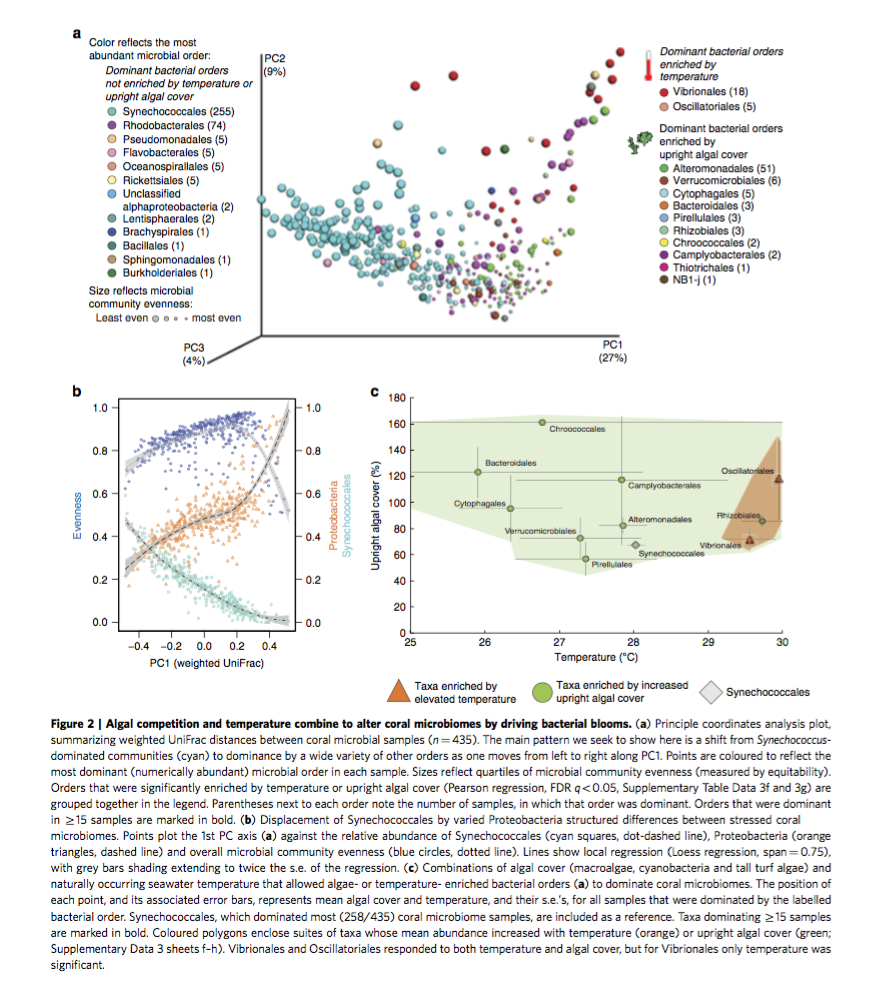 a
Color reflects the most
abundant microbial order:
Dominant bacterial orders
not enriched by temperature or
upright algal cover
Synechococcales (255)
Rhodobacterales (74)
Pseudomonadales (5)
Flavobacterales (5)
Oceanospirallales (5)
Rickettsiales (5)
Unclassified
alphaproteobacteria (2)
Lentisphaerales (2)
Brachyspirales (1)
Bacillales (1)
Sphingomonadales (1)
Burkholderiales (1)
Size reflects microbial
community evenness:
Least even most even
PC2
(9%)
PC3
(4%)
PC1
(27%)
Dominant bacterial orders
enriched by
temperature
Vibrionales (18)
Oscillatoriales (5)
Dominant bacterial orders
enriched by
upright algal cover
Alteromonadales (51)
Verrucomicrobiales (6)
Cytophagales (5)
Bacteroidales (3)
Pirellulales (3)
Rhizobiales (3)
Chroococcales (2)
Camplyobacterales (2)
Thiotrichales (1)
NB1-j (1)
b
Evenness
1.0
0.8
0.6
0.4
0.2
0.0
1.0
0.8
0.6
0.4
0.2
0.0
Proteobacteria
Synechococcales
−0.4 −0.2 0.0 0.2 0.4
PC1 (weighted UniFrac)
c
Upright algal cover (%)
180
160
140
120
100
80
60
40
20
0
Chroococcales
Bacteroidales
Oscillatoriales
Camplyobacterales
Cytophagales
Rhizobiales
Alteromonadales
Verrucomicrobiales
Vibrionales
Synechococcales
Pirellulales
25 26 27 28 29 30
Temperature (°C)
Taxa enriched by
elevated temperature
Taxa enriched by increased
upright algal cover
Synechococcales
Figure 2 | Algal competition and temperature combine to alter coral microbiomes by driving bacterial blooms. (a) Principle coordinates analysis plot,
summarizing weighted UniFrac distances between coral microbial samples (n = 435). The main pattern we seek to show here is a shift from Synechococcus-
dominated communities (cyan) to dominance by a wide variety of other orders as one moves from left to right along PC1. Points are coloured to reflect the
most dominant (numerically abundant) microbial order in each sample. Sizes reflect quartiles of microbial community evenness (measured by equitability).
Orders that were significantly enriched by temperature or upright algal cover (Pearson regression, FDR q<0.05, Supplementary Table Data 3f and 3g) are
grouped together in the legend. Parentheses next to each order note the number of samples, in which that order was dominant. Orders that were dominant
in ≥15 samples are marked in bold. (b) Displacement of Synechococcales by varied Proteobacteria structured differences between stressed coral
microbiomes. Points plot the 1st PC axis (a) against the relative abundance of Synechococcales (cyan squares, dot-dashed line), Proteobacteria (orange
triangles, dashed line) and overall microbial community evenness (blue circles, dotted line). Lines show local regression (Loess regression, span = 0.75),
with grey bars shading extending to twice the s.e. of the regression. (c) Combinations of algal cover (macroalgae, cyanobacteria and tall turf algae) and
naturally occurring seawater temperature that allowed algae- or temperature- enriched bacterial orders (a) to dominate coral microbiomes. The position of
each point, and its associated error bars, represents mean algal cover and temperature, and their s.e.'s, for all samples that were dominated by the labelled
bacterial order. Synechococcales, which dominated most (258/435) coral microbiome samples, are included as a reference. Taxa dominating ≥15 samples
are marked in bold. Coloured polygons enclose suites of taxa whose mean abundance increased with temperature (orange) or upright algal cover (green;
Supplementary Data 3 sheets f–h). Vibrionales and Oscillatoriales responded to both temperature and algal cover, but for Vibrionales only temperature was
significant.